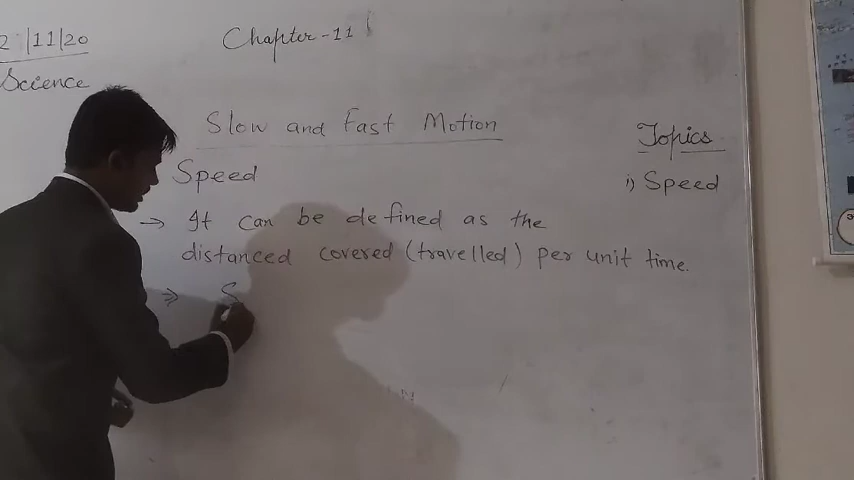 2/11/20
Science
Chapter-11
Slow and Fast Motion
Topics
i) Speed
Speed
→ It can be defined as the
distanced covered (travelled) per unit time.
⇒ S